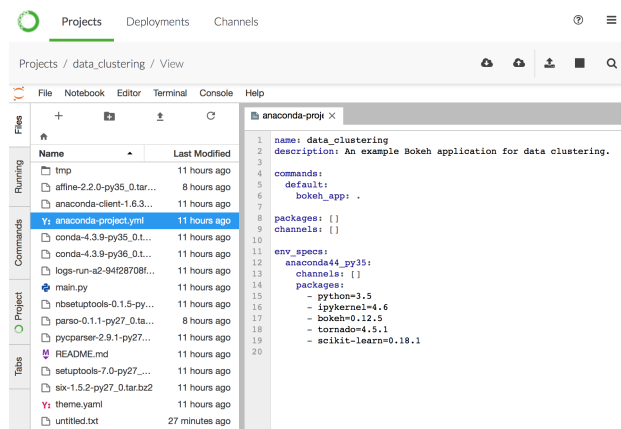 Projects Deployments Channels
Projects / data_clustering / View
File Notebook Editor Terminal Console Help
Files
Running
Commands
Project
Tabs
Name Last Modified
tmp 11 hours ago
affine-2.2.0-py35_0.tar... 8 hours ago
anaconda-client-1.6.3... 11 hours ago
Y: anaconda-project.yml 11 hours ago
conda-4.3.9-py35_0.t... 11 hours ago
conda-4.3.9-py36_0.t... 11 hours ago
logs-run-a2-94f28708f... 11 hours ago
main.py 11 hours ago
nbsetuptools-0.1.5-py... 11 hours ago
parso-0.1.1-py27_0.ta... 8 hours ago
pycparser-2.9.1-py27... 11 hours ago
M README.md 11 hours ago
setuptools-7.0-py27_... 11 hours ago
six-1.5.2-py27_0.tar.bz2 11 hours ago
Y: theme.yaml 11 hours ago
untitled.txt 27 minutes ago
anaconda-proje
1 name: data_clustering
2 description: An example Bokeh application for data clustering.
3
4 commands:
5 default:
6 bokeh_app: .
7
8 packages: []
9 channels: []
10
11 env_specs:
12 anaconda44_py35:
13 channels: []
14 packages:
15 - python=3.5
16 - ipykernel=4.6
17 - bokeh=0.12.5
18 - tornado=4.5.1
19 - scikit-learn=0.18.1
20